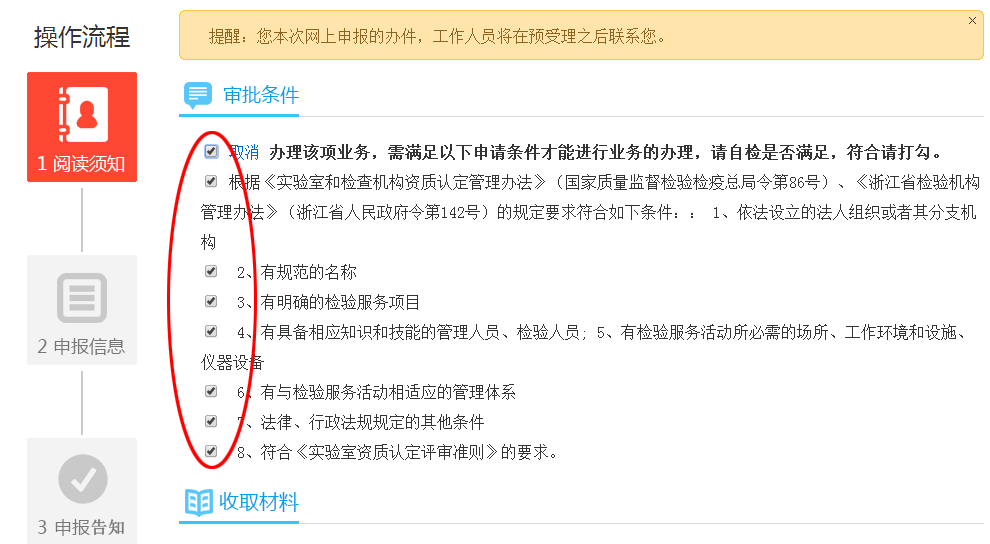 操作流程
1 阅读须知
2 申报信息
3 申报告知
提醒：您本次网上申报的办件，工作人员将在预受理之后联系您。
×
审批条件
取消 办理该项业务，需满足以下申请条件才能进行业务的办理，请自检是否满足，符合请打勾。
根据《实验室和检查机构资质认定管理办法》（国家质量监督检验检疫总局令第86号）、《浙江省检验机构
管理办法》（浙江省人民政府令第142号）的规定要求符合如下条件：： 1、依法设立的法人组织或者其分支机
构
2、有规范的名称
3、有明确的检验服务项目
4、有具备相应知识和技能的管理人员、检验人员；5、有检验服务活动所必需的场所、工作环境和设施、
仪器设备
6、有与检验服务活动相适应的管理体系
7、法律、行政法规规定的其他条件
8、符合《实验室资质认定评审准则》的要求。
收取材料